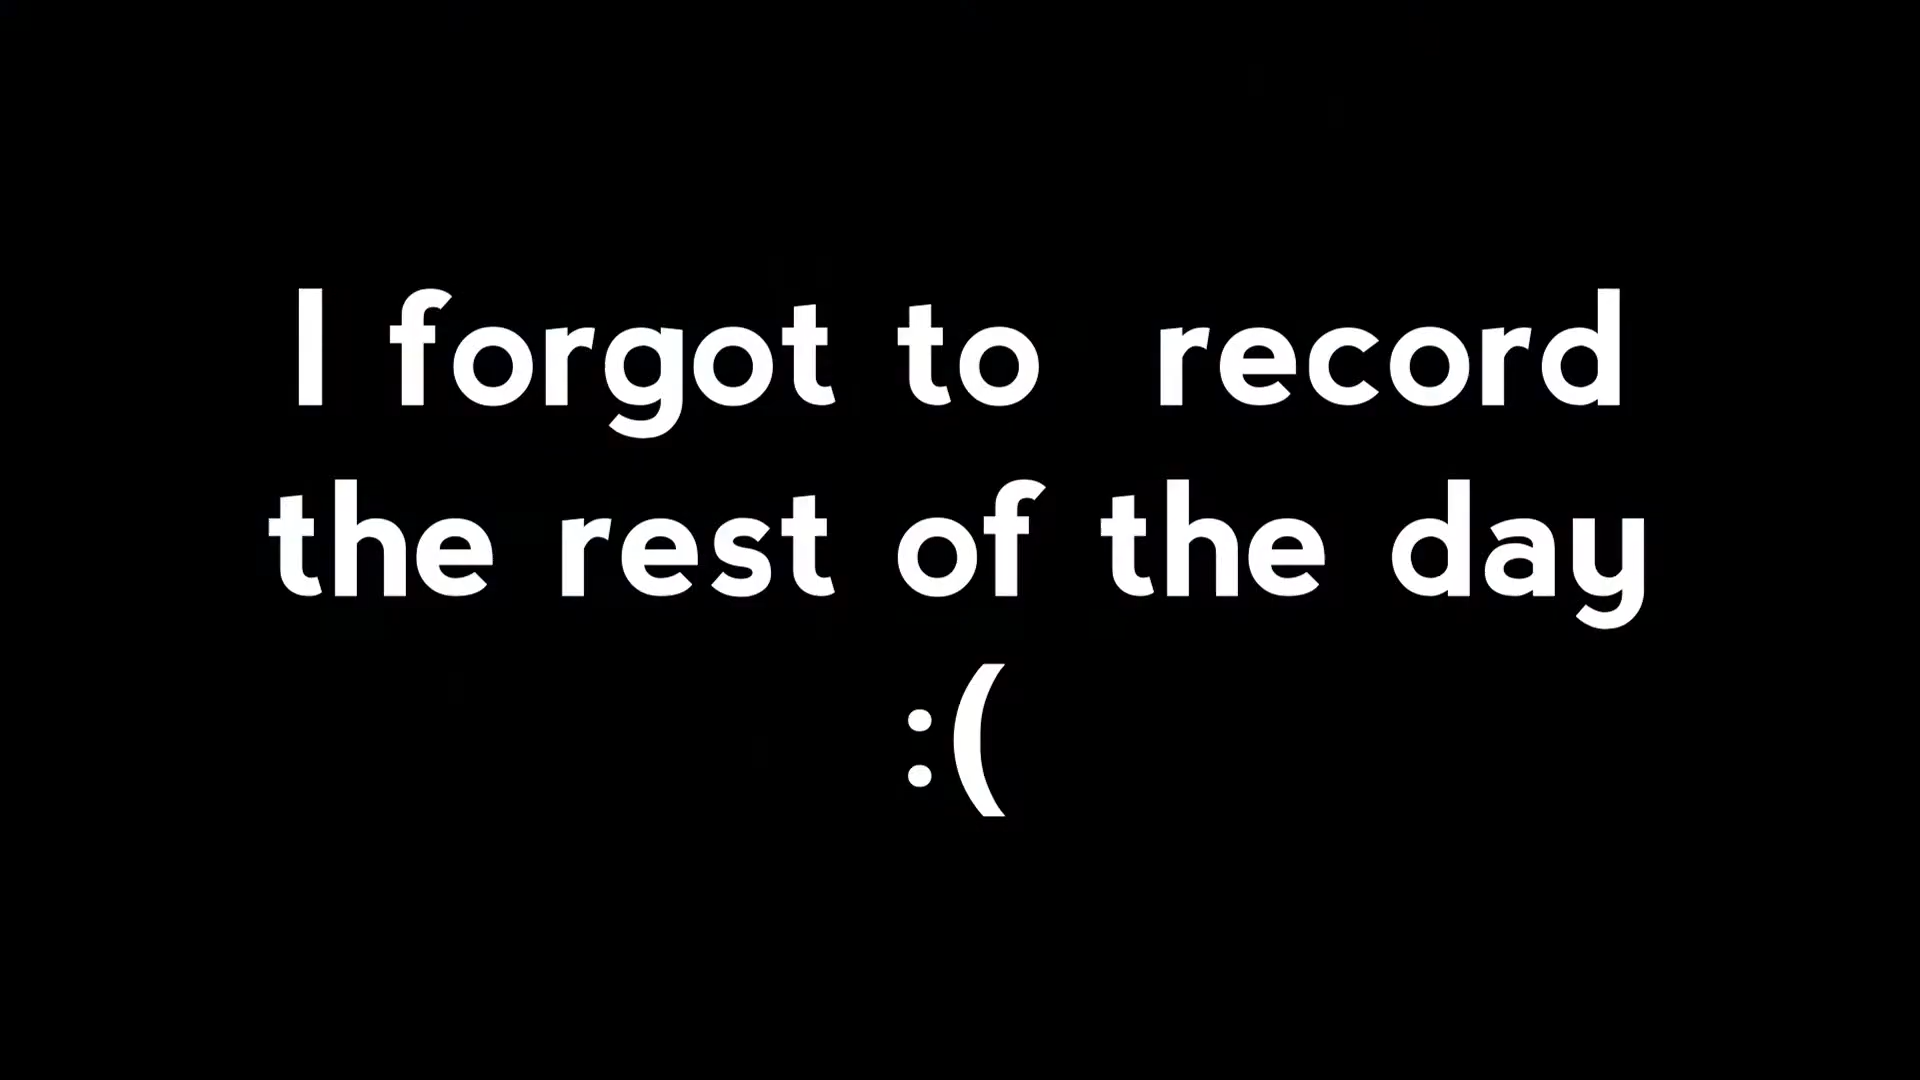 I forgot to  record
the rest of the day
:(